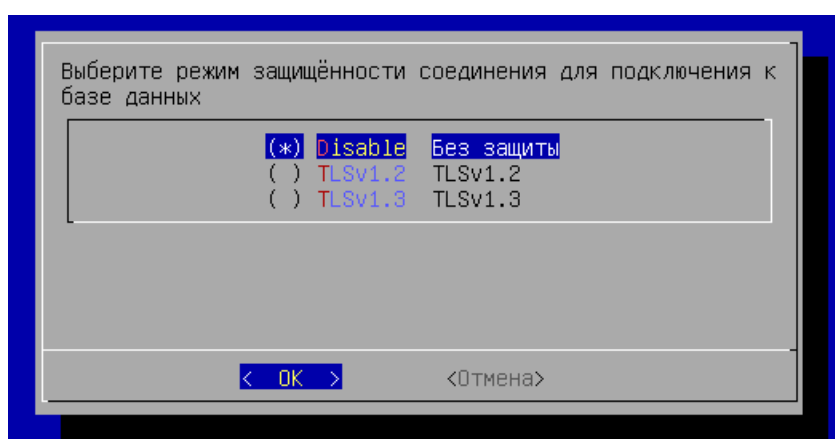 Выберите режим защищённости соединения для подключения к
базе данных
(*) Disable Без защиты
( ) TLSv1.2 TLSv1.2
( ) TLSv1.3 TLSv1.3
< OK > <Отмена>